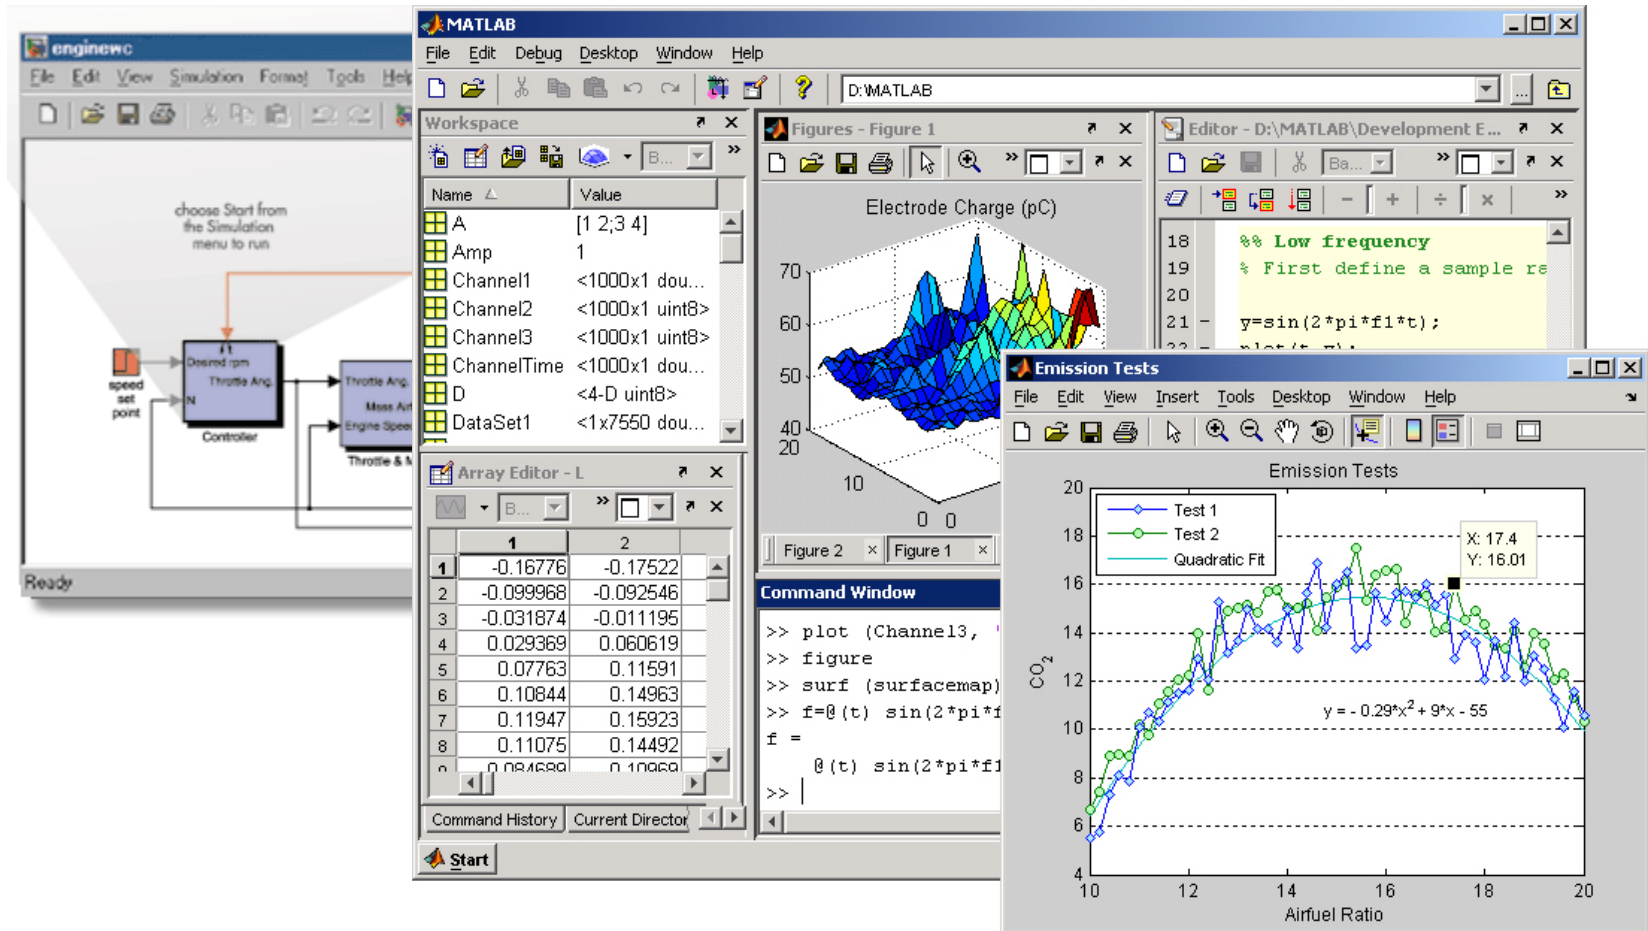 enginewc
File Edit View Simulation Format Tools Help
choose Start from
the Simulation
menu to run
speed
set
point
Desired rpm
Throttle Ang.
N
Controller
Throttle Ang.
Mass Air
Engine Speed
Throttle & M
Ready
MATLAB
File Edit Debug Desktop Window Help
D:\MATLAB
Workspace
B...
Name Value
A [1 2;3 4]
Amp 1
Channel1 <1000x1 dou...
Channel2 <1000x1 uint8>
Channel3 <1000x1 uint8>
ChannelTime <1000x1 dou...
D <4-D uint8>
DataSet1 <1x7550 dou...
Array Editor - L
B...
1 2
1 -0.16776 -0.17522
2 -0.099968 -0.092546
3 -0.031874 -0.011195
4 0.029369 0.060619
5 0.07763 0.11591
6 0.10844 0.14963
7 0.11947 0.15923
8 0.11075 0.14492
9 0.084689 0.10969
Command History Current Director
Start
Figures - Figure 1
Electrode Charge (pC)
70
60
50
40
20
10
0 0
Figure 2 × Figure 1 ×
Command Window
>> plot (Channel3, '
>> figure
>> surf (surfacemap)
>> f=@(t) sin(2*pi*f
f =
@(t) sin(2*pi*f1
>>
Editor - D:\MATLAB\Development E...
Ba...
18 %% Low frequency
19 % First define a sample ra
20
21 - y=sin(2*pi*f1*t);
22 - plot(t,y);
Emission Tests
File Edit View Insert Tools Desktop Window Help
Emission Tests
Test 1
Test 2
Quadratic Fit
X: 17.4
Y: 16.01
y = - 0.29*x² + 9*x - 55
CO₂
20
18
16
14
12
10
8
6
4
10 12 14 16 18 20
Airfuel Ratio